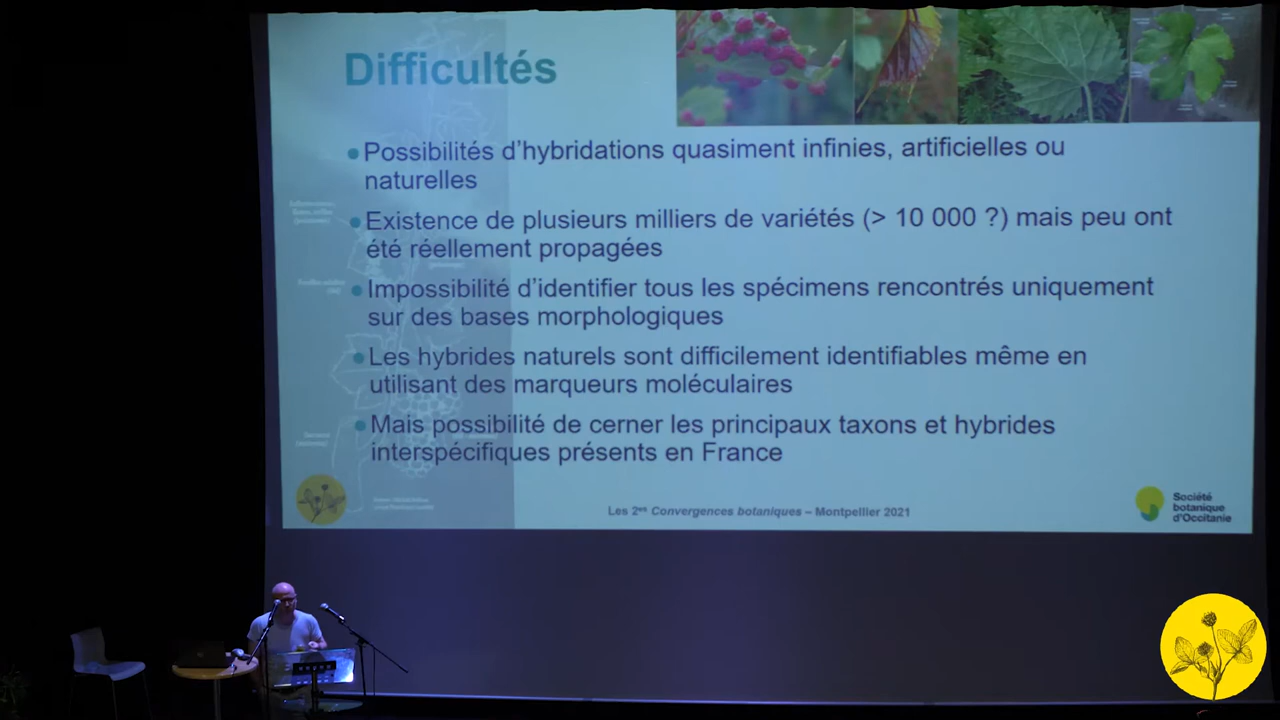 Difficultés
Possibilités d'hybridations quasiment infinies, artificielles ou
naturelles
Existence de plusieurs milliers de variétés (> 10 000 ?) mais peu ont
été réellement propagées
Impossibilité d'identifier tous les spécimens rencontrés uniquement
sur des bases morphologiques
Les hybrides naturels sont difficilement identifiables même en
utilisant des marqueurs moléculaires
Mais possibilité de cerner les principaux taxons et hybrides
interspécifiques présents en France
Les 2es Convergences botaniques – Montpellier 2021
Société
botanique
d'Occitanie